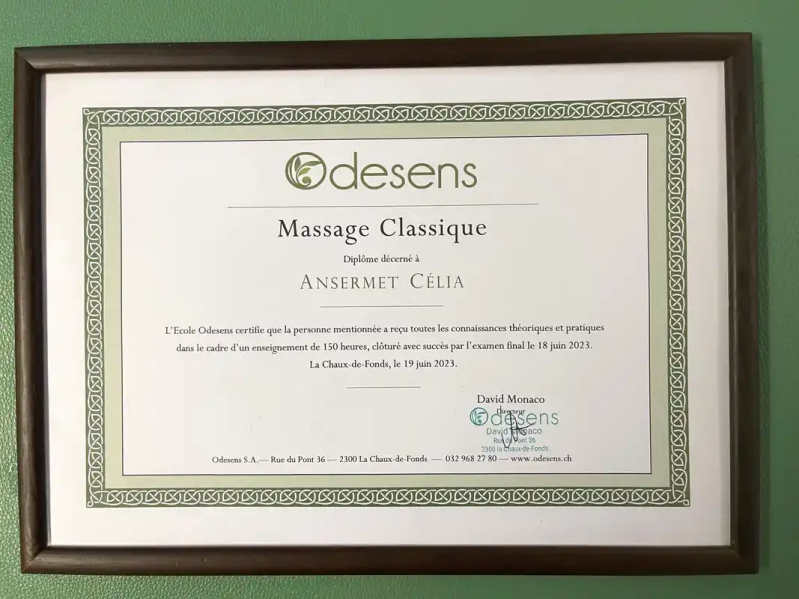 Odesens
Massage Classique
Diplôme décerné à
Ansermet Célia
L'Ecole Odesens certifie que la personne mentionnée a reçu toutes les connaissances théoriques et pratiques
dans le cadre d'un enseignement de 150 heures, clôturé avec succès par l'examen final le 18 juin 2023.
La Chaux-de-Fonds, le 19 juin 2023.
David Monaco
Directeur
Odesens
David Monaco
Rue du Pont 36
2300 la Chaux-de-Fonds
Odesens S.A. — Rue du Pont 36 — 2300 La Chaux-de-Fonds — 032 968 27 80 — www.odesens.ch